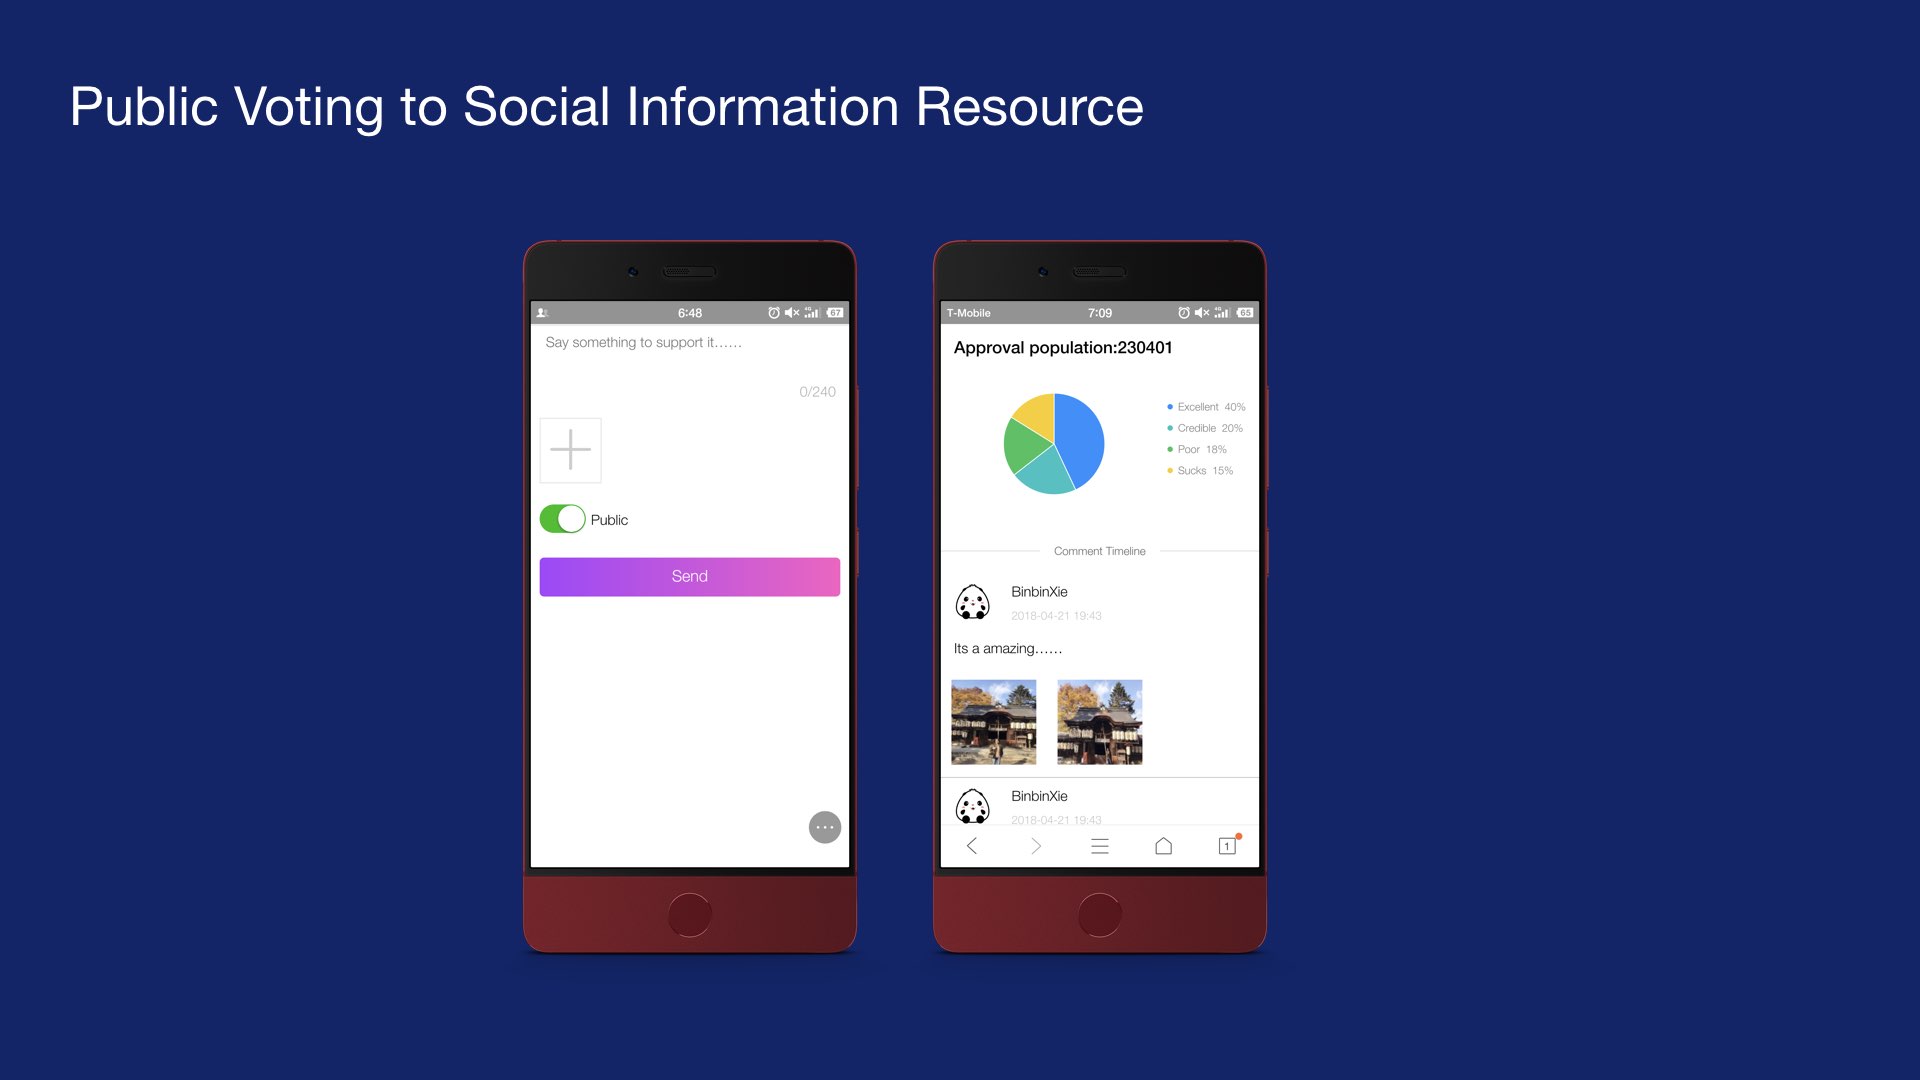 Public Voting to Social Information Resource
6:48
4G
67
Say something to support it......
0/240
Public
Send
T-Mobile
7:09
4G
65
Approval population:230401
Excellent 40%
Credible 20%
Poor 18%
Sucks 15%
Comment Timeline
BinbinXie
2018-04-21 19:43
Its a amazing......
BinbinXie
2018-04-21 19:43
1